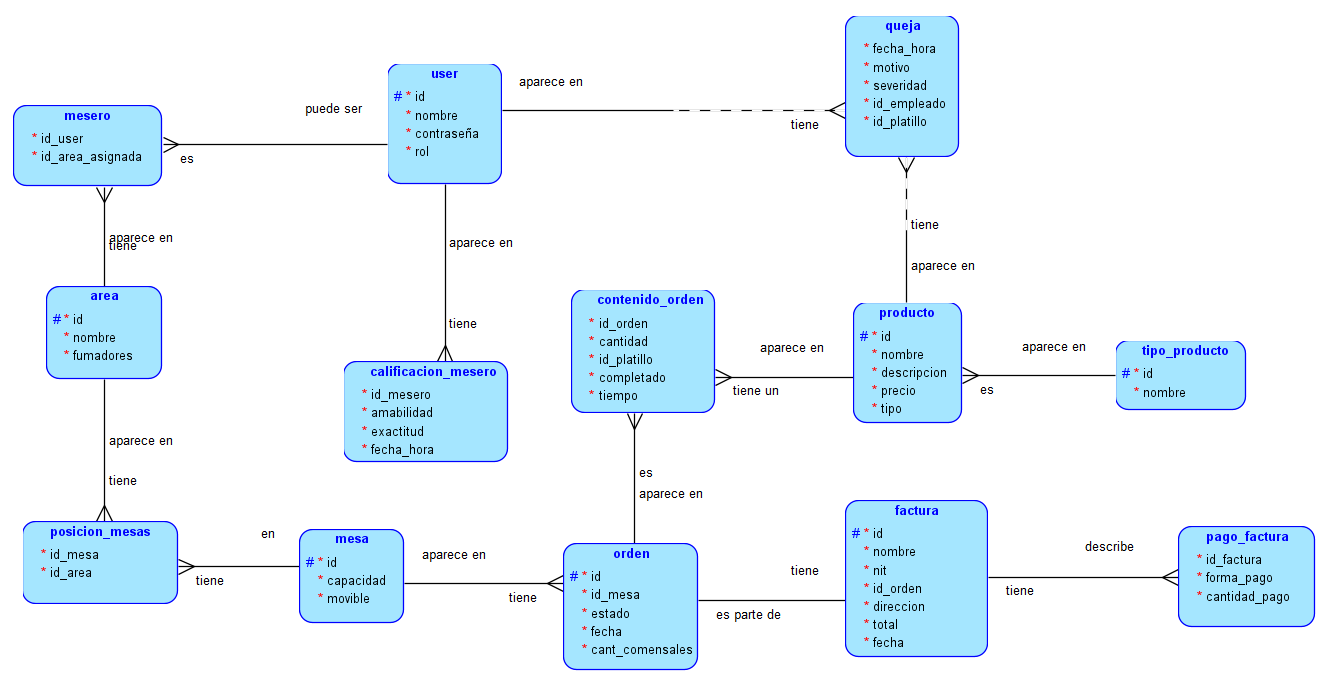 queja
* fecha_hora
* motivo
* severidad
* id_empleado
* id_platillo
user
# * id
* nombre
* contraseña
* rol
aparece en
tiene
mesero
* id_user
* id_area_asignada
puede ser
es
aparece en
tiene
area
# * id
* nombre
* fumadores
aparece en
tiene
calificacion_mesero
* id_mesero
* amabilidad
* exactitud
* fecha_hora
tiene
aparece en
contenido_orden
* id_orden
* cantidad
* id_platillo
* completado
* tiempo
aparece en
tiene un
producto
# * id
* nombre
* descripcion
* precio
* tipo
aparece en
es
tipo_producto
# * id
* nombre
aparece en
tiene
posicion_mesas
* id_mesa
* id_area
en
tiene
mesa
# * id
* capacidad
* movible
aparece en
tiene
es
aparece en
orden
# * id
* id_mesa
* estado
* fecha
* cant_comensales
tiene
es parte de
factura
# * id
* nombre
* nit
* id_orden
* direccion
* total
* fecha
describe
tiene
pago_factura
* id_factura
* forma_pago
* cantidad_pago